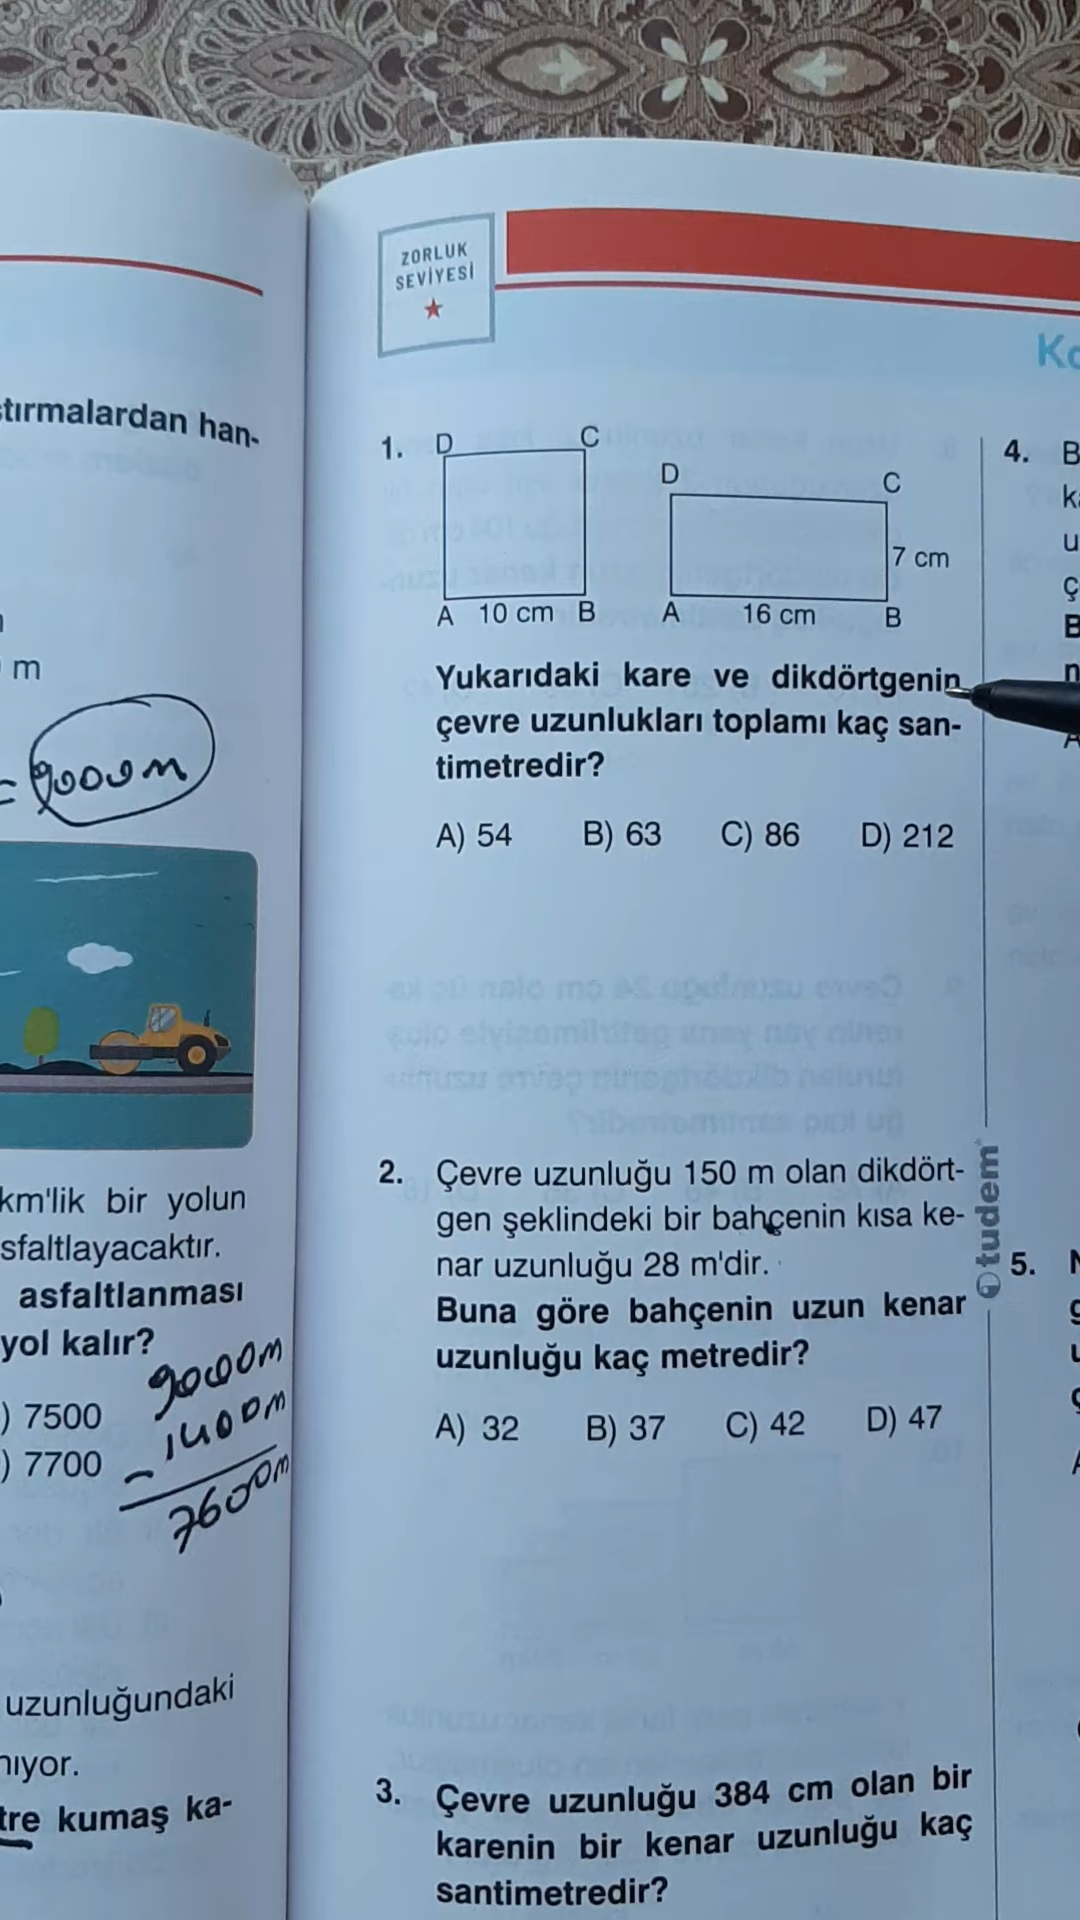 tırmalardan han-
m
= 9000m
km'lik bir yolun
sfaltlayacaktır.
asfaltlanması
yol kalır?
) 7500
) 7700
9000m
- 1400m
7600m
uzunluğundaki
nıyor.
tre kumaş ka-
ZORLUK
SEVİYESİ
1. D C
D C
7 cm
A 10 cm B
A 16 cm B
Yukarıdaki kare ve dikdörtgenin
çevre uzunlukları toplamı kaç san-
timetredir?
A) 54 B) 63 C) 86 D) 212
2. Çevre uzunluğu 150 m olan dikdört-
gen şeklindeki bir bahçenin kısa ke-
nar uzunluğu 28 m'dir.
Buna göre bahçenin uzun kenar
uzunluğu kaç metredir?
A) 32 B) 37 C) 42 D) 47
3. Çevre uzunluğu 384 cm olan bir
karenin bir kenar uzunluğu kaç
santimetredir?
tudem
4. B
5.